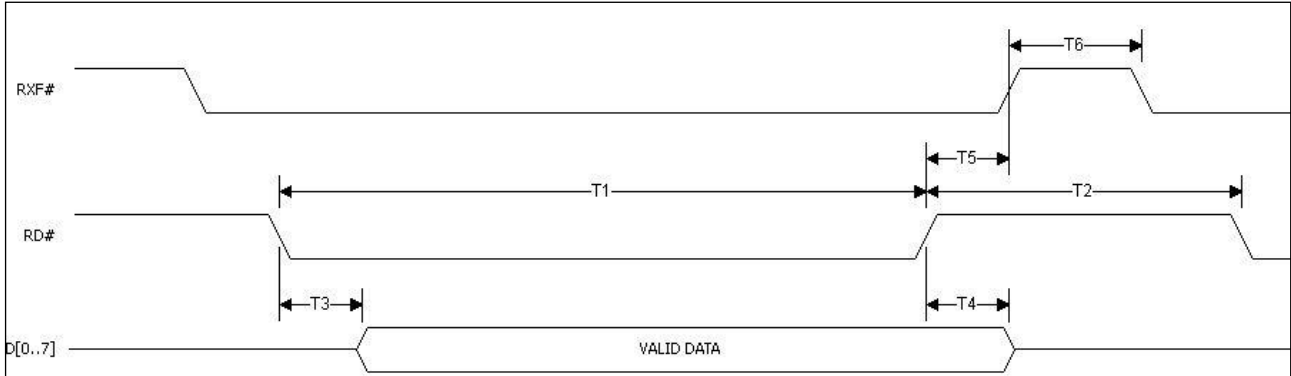 T6
RXF#
T5
T1
T2
RD#
T3
T4
D[0..7]
VALID DATA